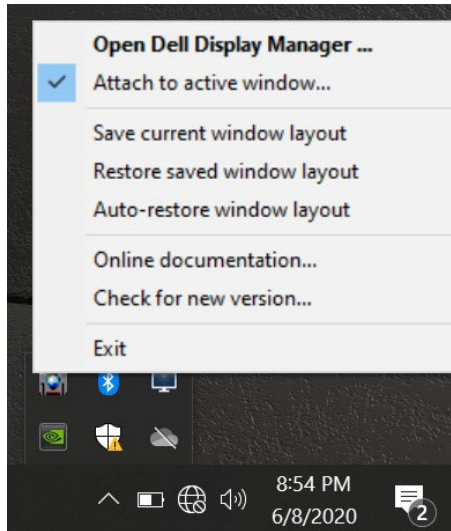 Open Dell Display Manager ...
Attach to active window...
Save current window layout
Restore saved window layout
Auto-restore window layout
Online documentation...
Check for new version...
Exit
8:54 PM
6/8/2020
2